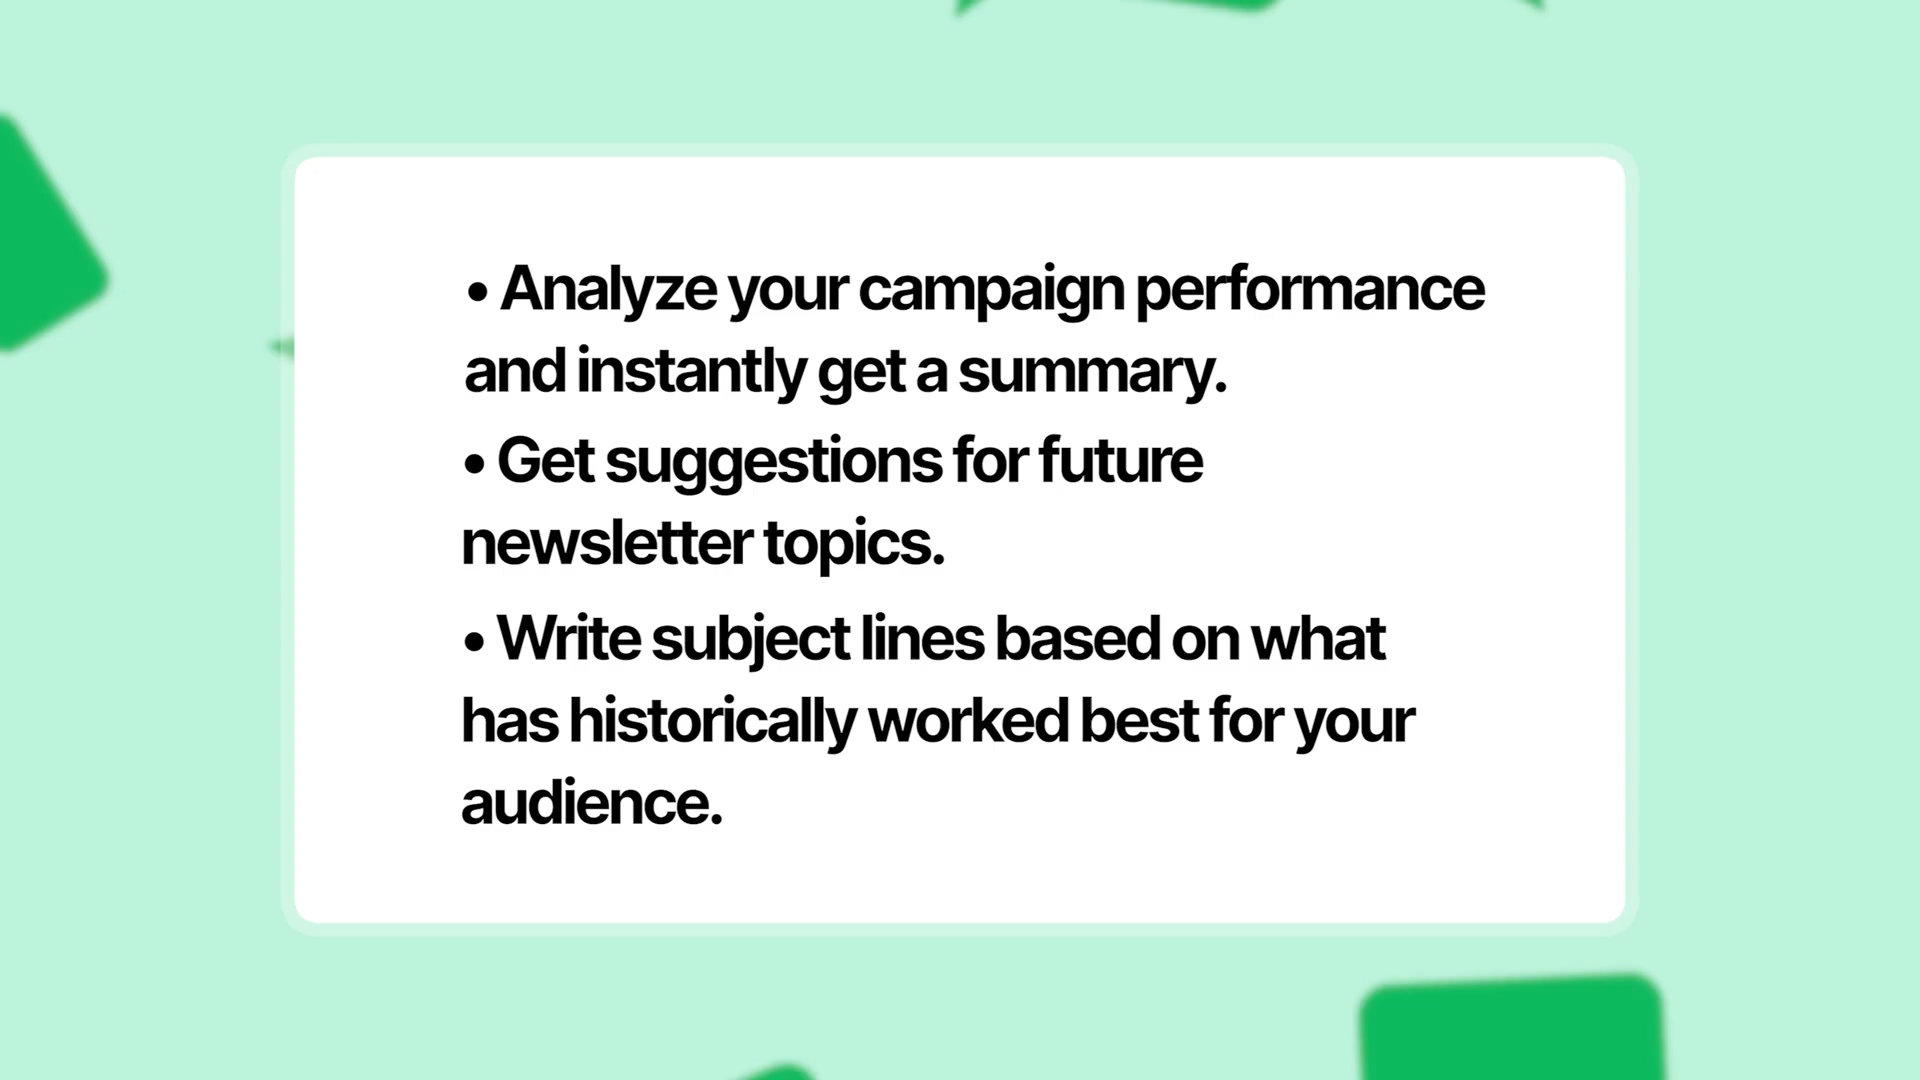 • Analyze your campaign performance
and instantly get a summary.
• Get suggestions for future
newsletter topics.
• Write subject lines based on what
has historically worked best for your
audience.